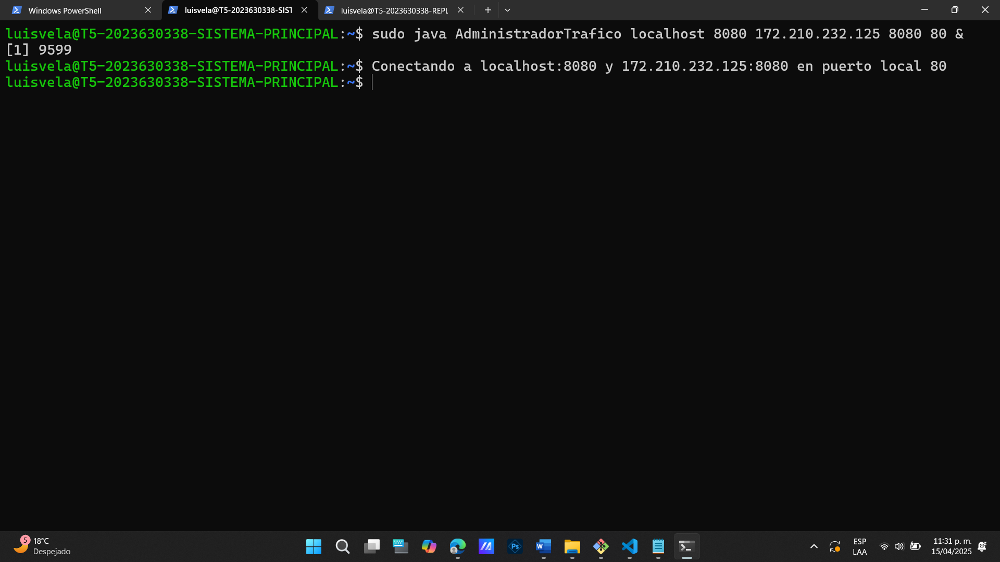 Windows PowerShell
luisvela@T5-2023630338-SIST
luisvela@T5-2023630338-REPL
luisvela@T5-2023630338-SISTEMA-PRINCIPAL:~$ sudo java AdministradorTrafico localhost 8080 172.210.232.125 8080 80 &
[1] 9599
luisvela@T5-2023630338-SISTEMA-PRINCIPAL:~$ Conectando a localhost:8080 y 172.210.232.125:8080 en puerto local 80
luisvela@T5-2023630338-SISTEMA-PRINCIPAL:~$
5
18°C
Despejado
Ps
W
ESP
LAA
11:31 p. m.
15/04/2025